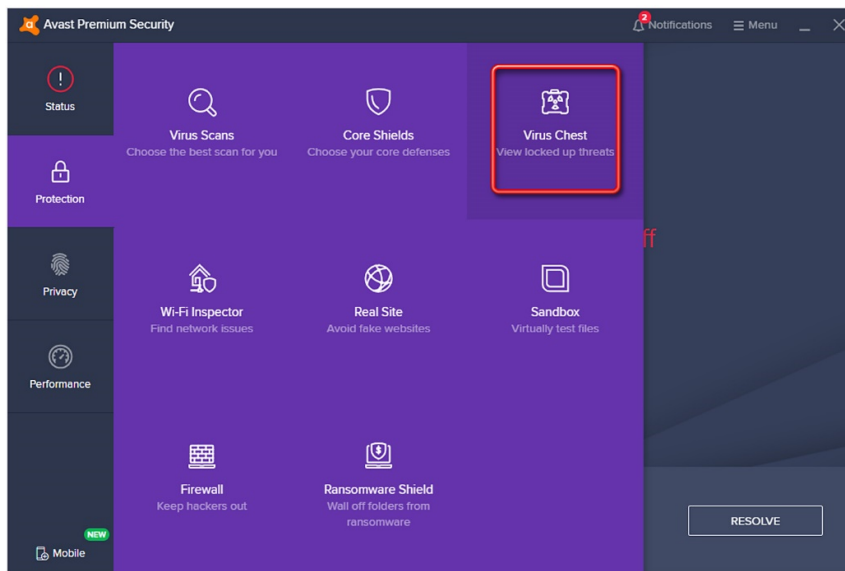 Avast Premium Security
2
Notifications
Menu
Status
Protection
Privacy
Performance
NEW
Mobile
Virus Scans
Choose the best scan for you
Core Shields
Choose your core defenses
Virus Chest
View locked up threats
Wi-Fi Inspector
Find network issues
Real Site
Avoid fake websites
Sandbox
Virtually test files
Firewall
Keep hackers out
Ransomware Shield
Wall off folders from
ransomware
ff
RESOLVE